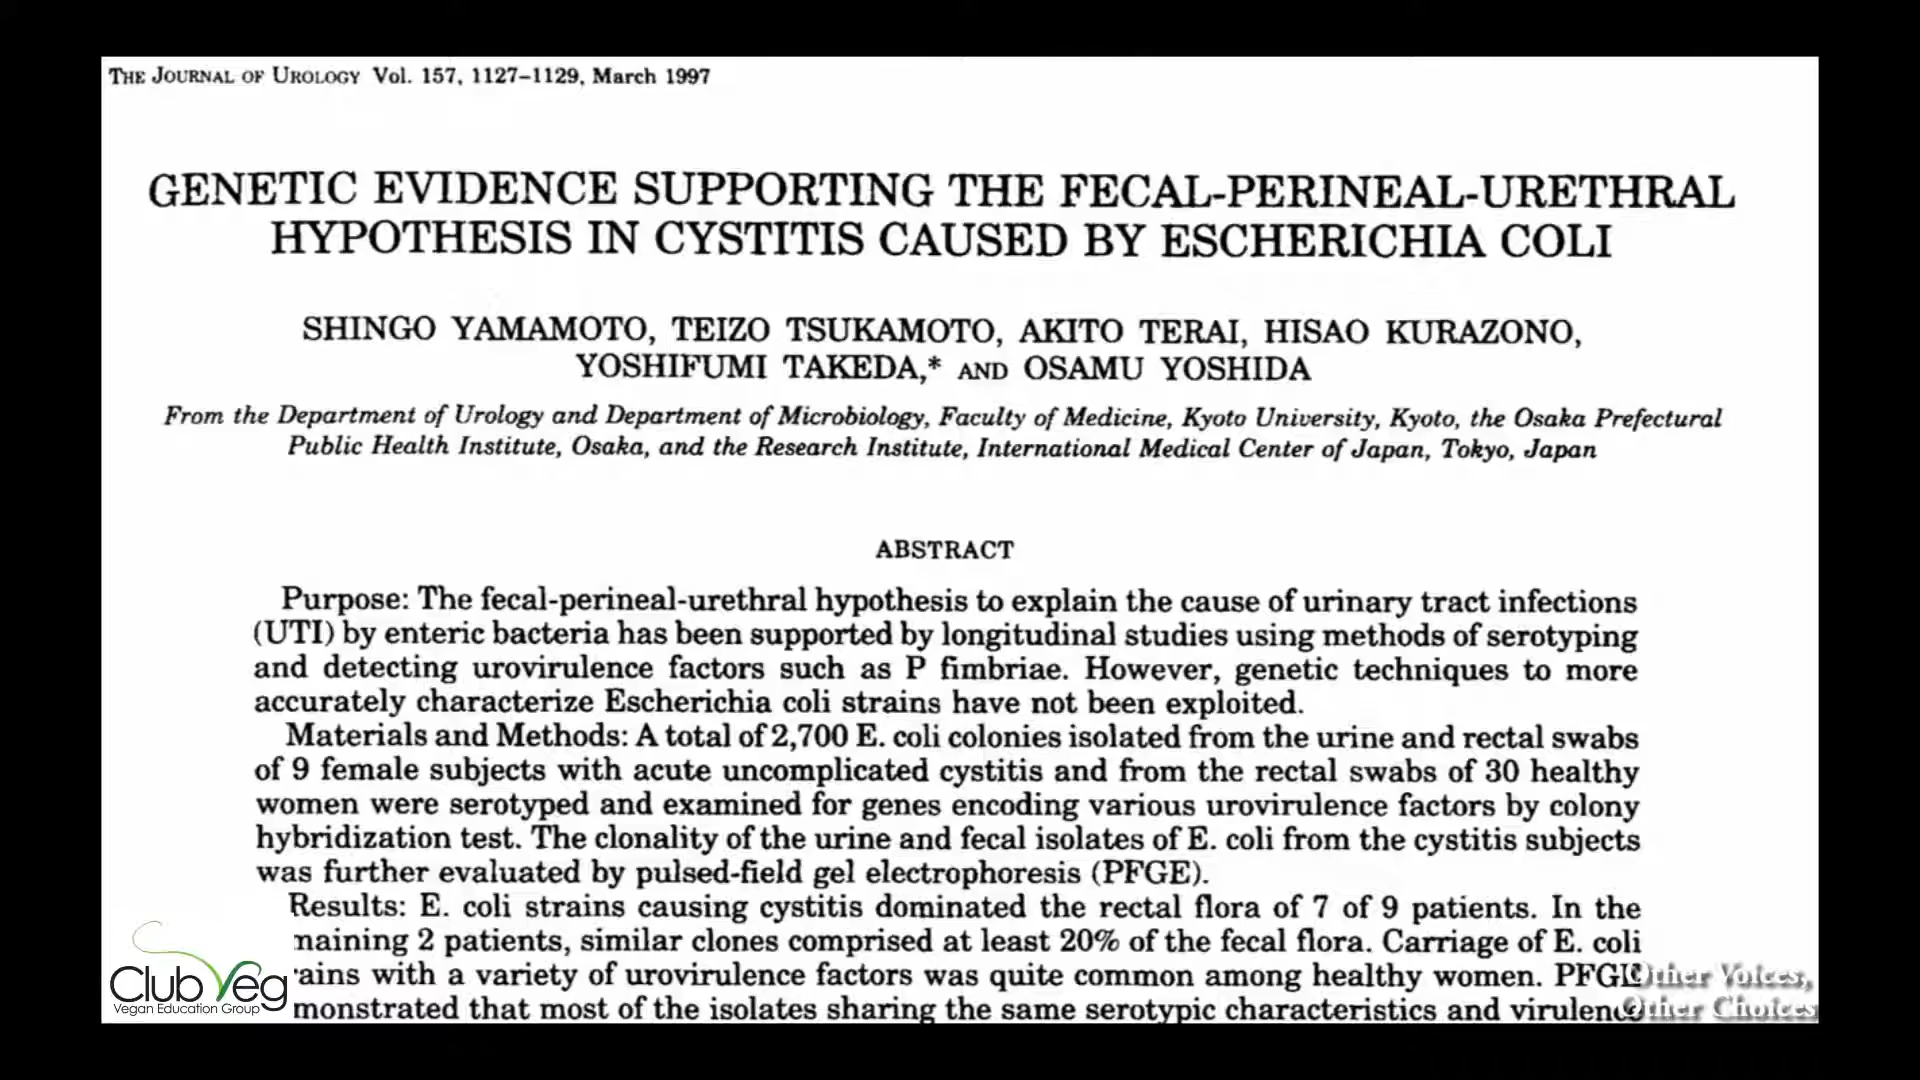 THE JOURNAL OF UROLOGY Vol. 157, 1127–1129, March 1997
GENETIC EVIDENCE SUPPORTING THE FECAL-PERINEAL-URETHRAL
HYPOTHESIS IN CYSTITIS CAUSED BY ESCHERICHIA COLI
SHINGO YAMAMOTO, TEIZO TSUKAMOTO, AKITO TERAI, HISAO KURAZONO,
YOSHIFUMI TAKEDA,* AND OSAMU YOSHIDA
From the Department of Urology and Department of Microbiology, Faculty of Medicine, Kyoto University, Kyoto, the Osaka Prefectural
Public Health Institute, Osaka, and the Research Institute, International Medical Center of Japan, Tokyo, Japan
ABSTRACT
Purpose: The fecal-perineal-urethral hypothesis to explain the cause of urinary tract infections
(UTI) by enteric bacteria has been supported by longitudinal studies using methods of serotyping
and detecting urovirulence factors such as P fimbriae. However, genetic techniques to more
accurately characterize Escherichia coli strains have not been exploited.
Materials and Methods: A total of 2,700 E. coli colonies isolated from the urine and rectal swabs
of 9 female subjects with acute uncomplicated cystitis and from the rectal swabs of 30 healthy
women were serotyped and examined for genes encoding various urovirulence factors by colony
hybridization test. The clonality of the urine and fecal isolates of E. coli from the cystitis subjects
was further evaluated by pulsed-field gel electrophoresis (PFGE).
Results: E. coli strains causing cystitis dominated the rectal flora of 7 of 9 patients. In the
maining 2 patients, similar clones comprised at least 20% of the fecal flora. Carriage of E. coli
ains with a variety of urovirulence factors was quite common among healthy women. PFGE
monstrated that most of the isolates sharing the same serotypic characteristics and virulence
Club Veg
Vegan Education Group
Other Voices,
Other Choices